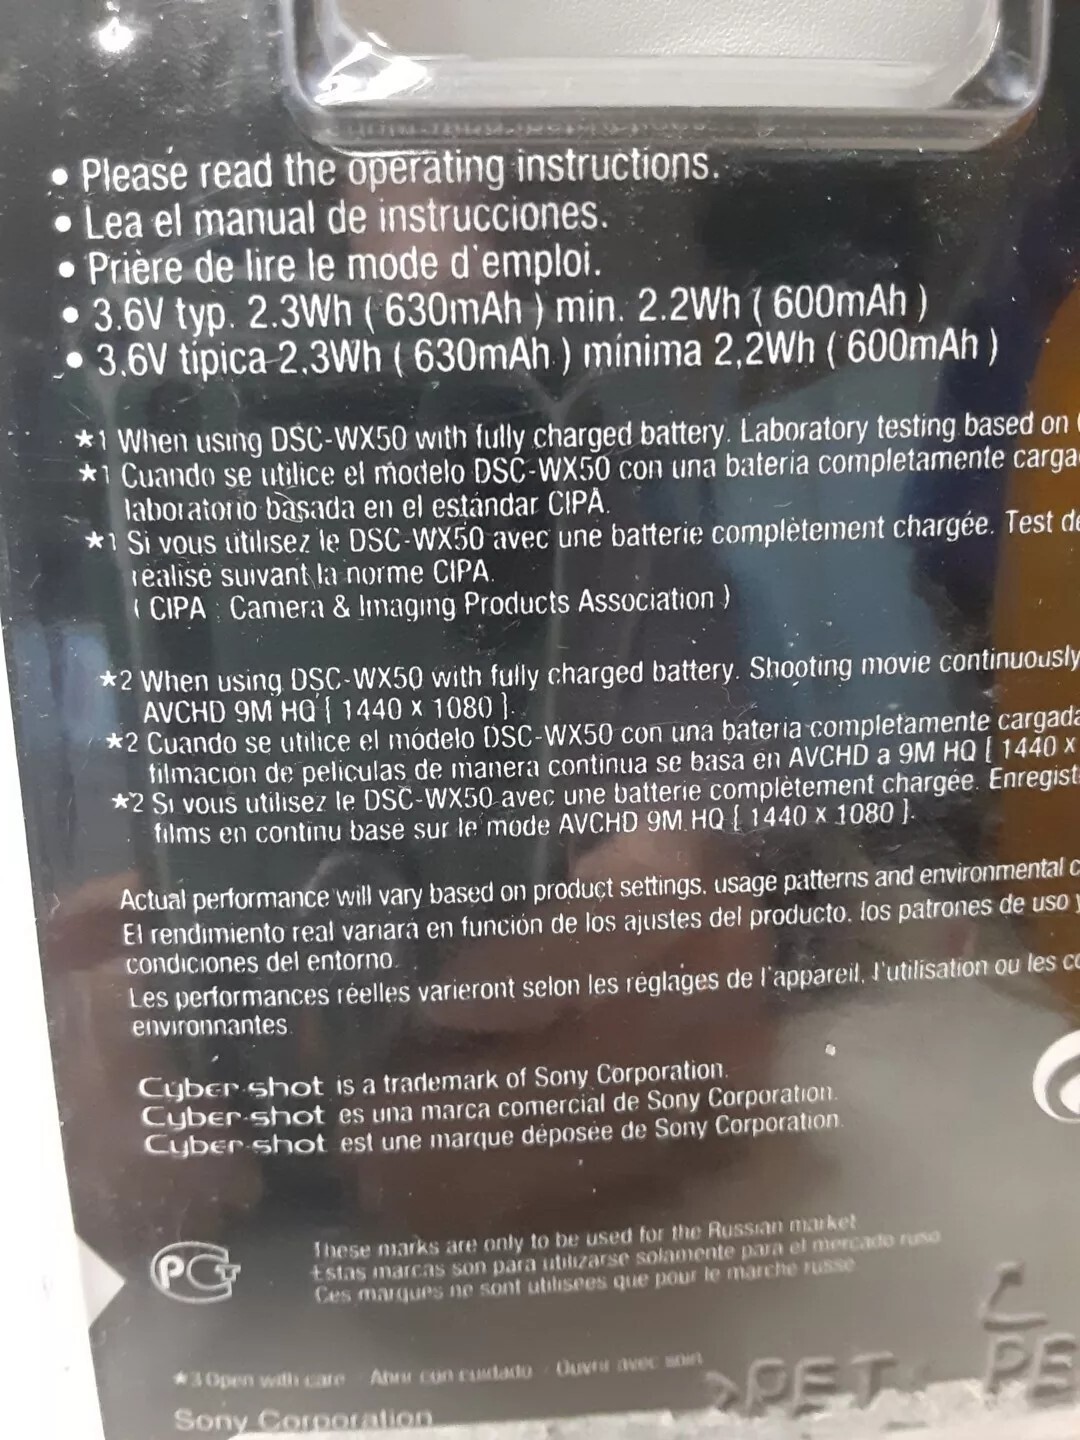 • Please read the operating instructions.
• Lea el manual de instrucciones.
• Prière de lire le mode d'emploi.
• 3.6V typ. 2.3Wh ( 630mAh ) min. 2.2Wh ( 600mAh )
• 3,6V típica 2,3Wh ( 630mAh ) mínima 2,2Wh ( 600mAh )
★1 When using DSC-WX50 with fully charged battery. Laboratory testing based on
★1 Cuando se utilice el modelo DSC-WX50 con una batería completamente carga
laboratorio basada en el estándar CIPA.
★1 Si vous utilisez le DSC-WX50 avec une batterie complètement chargée. Test de
réalisé suivant la norme CIPA.
( CIPA : Camera & Imaging Products Association )
★2 When using DSC-WX50 with fully charged battery. Shooting movie continuously
AVCHD 9M HQ [ 1440 x 1080 ].
★2 Cuando se utilice el modelo DSC-WX50 con una batería completamente cargada
filmación de películas de manera continua se basa en AVCHD a 9M HQ [ 1440 x
★2 Si vous utilisez le DSC-WX50 avec une batterie complètement chargée. Enregist
films en continu basé sur le mode AVCHD 9M HQ [ 1440 x 1080 ].
Actual performance will vary based on product settings, usage patterns and environmental c
El rendimiento real variará en función de los ajustes del producto, los patrones de uso y
condiciones del entorno.
Les performances réelles varieront selon les réglages de l'appareil, l'utilisation ou les co
environnantes.
Cyber-shot is a trademark of Sony Corporation.
Cyber-shot es una marca comercial de Sony Corporation.
Cyber-shot est une marque déposée de Sony Corporation.
These marks are only to be used for the Russian market
Estas marcas son para utilizarse solamente para el mercado ruso
Ces marques ne sont utilisées que pour le marché russe
★3 Open with care / Abrir con cuidado / Ouvrir avec soin
>PET
PE
Sony Corporation